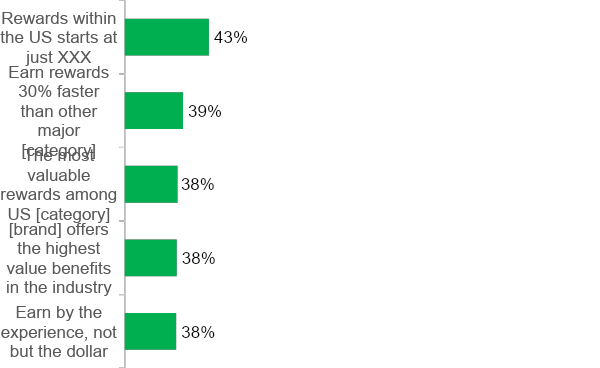 Rewards within
the US starts at
just XXX
43%
Earn rewards
30% faster
than other
major
[category]
39%
The most
valuable
rewards among
US [category]
38%
[brand] offers
the highest
value benefits
in the industry
38%
Earn by the
experience, not
but the dollar
38%